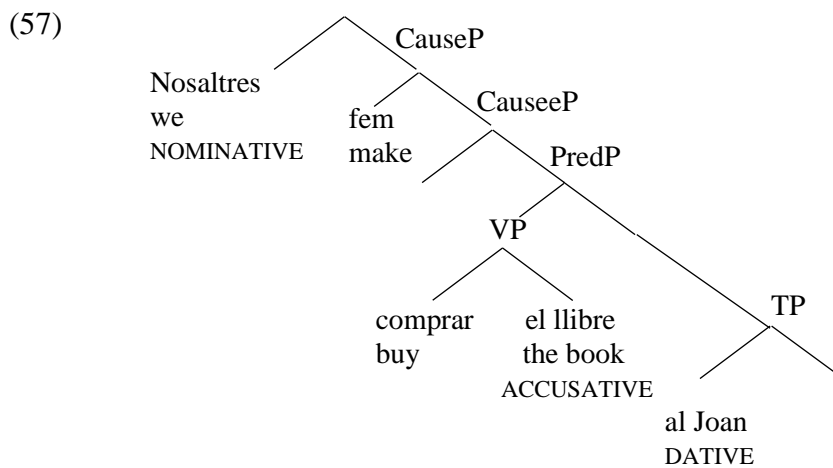 (57)
CauseP
Nosaltres
we
NOMINATIVE
fem
make
CauseeP
PredP
VP
comprar
buy
el llibre
the book
ACCUSATIVE
TP
al Joan
DATIVE